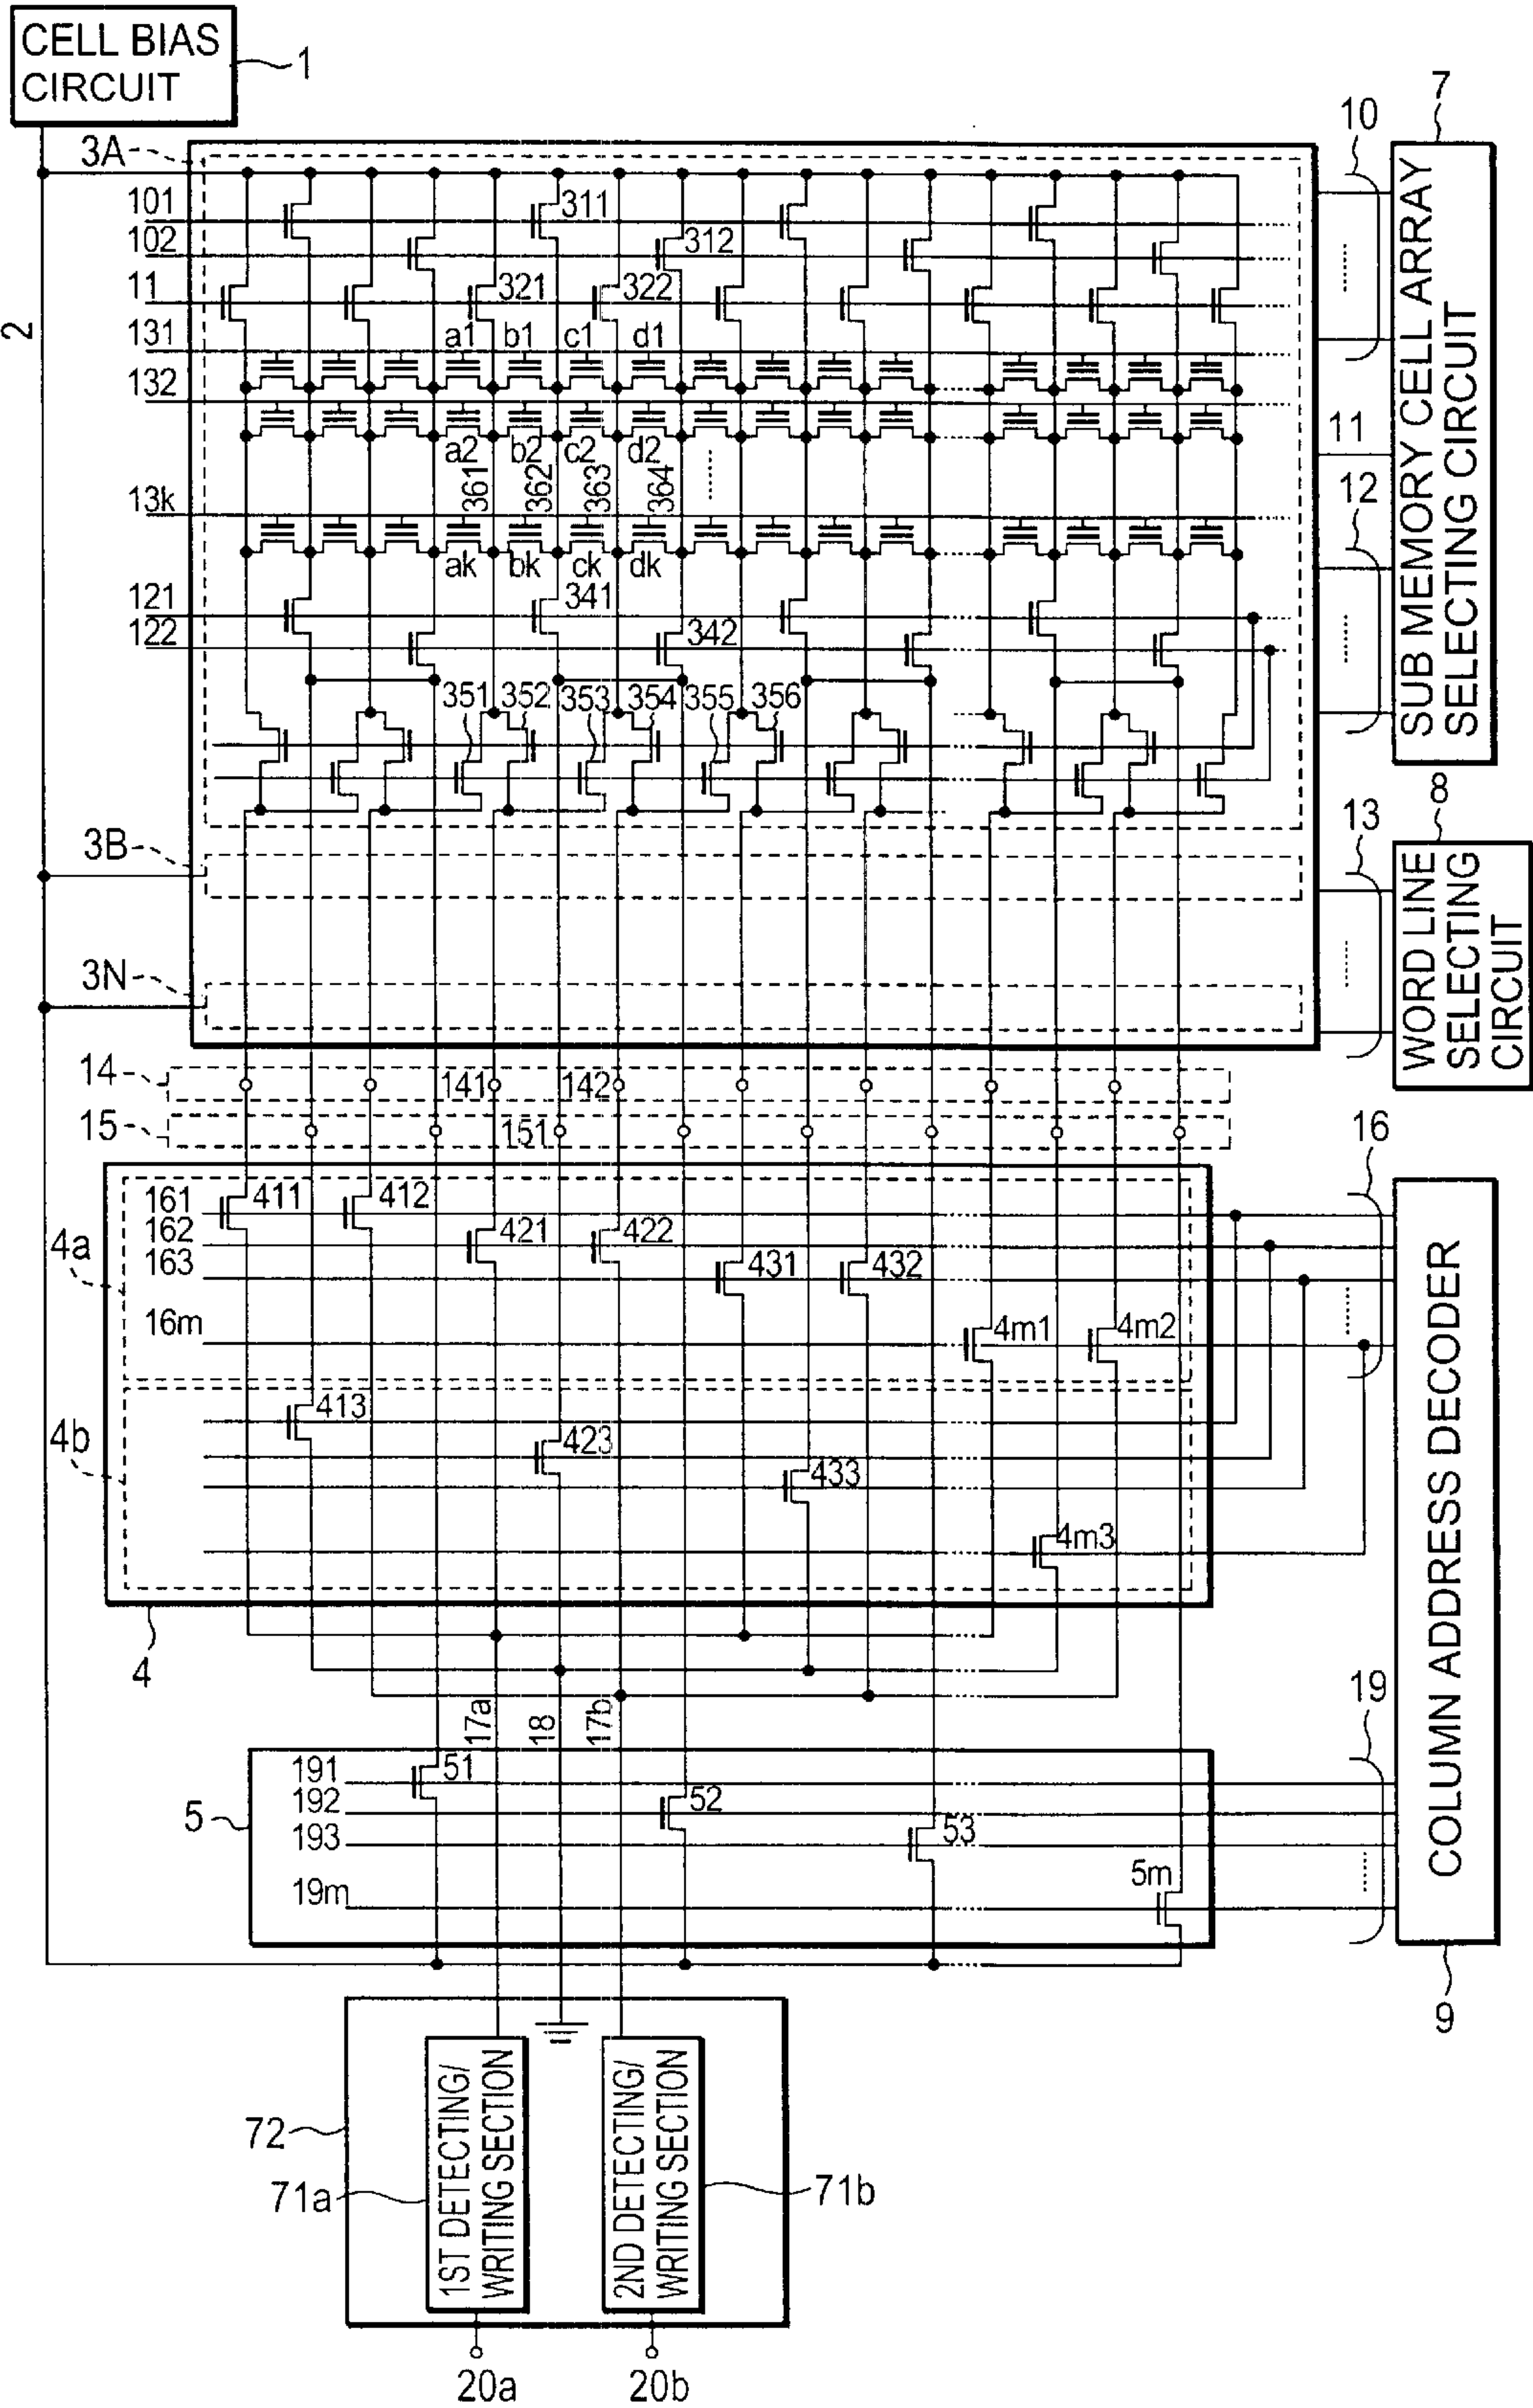 CELL BIAS
CIRCUIT
1
2
3A
101
102
11
131
132
13k
121
122
311
312
321
322
a1
b1
c1
d1
a2
b2
c2
d2
361
362
363
364
ak
bk
ck
dk
341
342
351
352
353
354
355
356
3B
3N
10
7
11
12
SUB MEMORY CELL ARRAY
SELECTING CIRCUIT
13
8
WORD LINE
SELECTING
CIRCUIT
14
141
142
15
151
16
161
162
163
16m
4a
411
412
421
422
431
432
4m1
4m2
4b
413
423
433
4m3
4
17a
18
17b
19
COLUMN ADDRESS DECODER
9
5
191
192
193
19m
51
52
53
5m
72
71a
1ST DETECTING/
WRITING SECTION
2ND DETECTING/
WRITING SECTION
71b
20a
20b